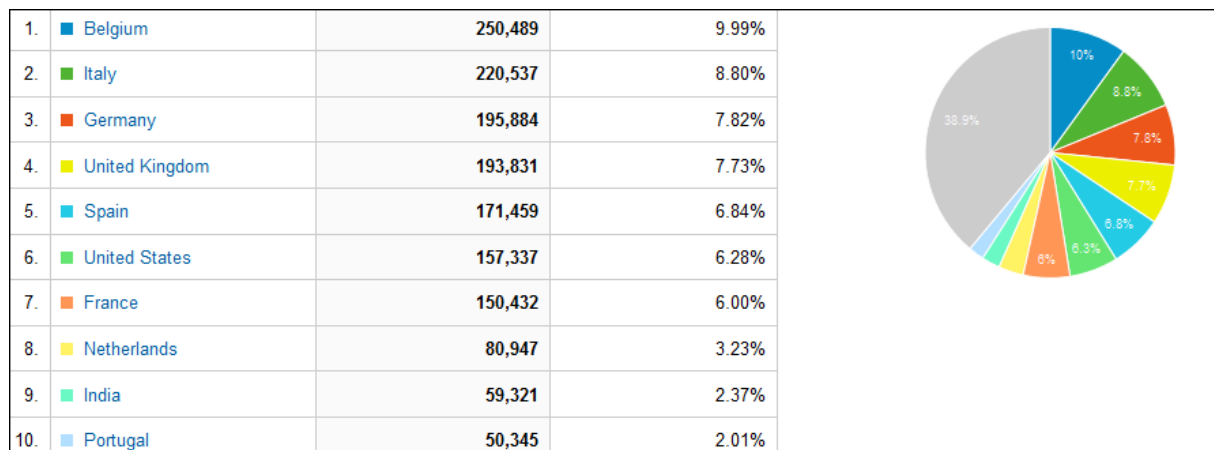 1. Belgium 250,489 9.99%
2. Italy 220,537 8.80%
3. Germany 195,884 7.82%
4. United Kingdom 193,831 7.73%
5. Spain 171,459 6.84%
6. United States 157,337 6.28%
7. France 150,432 6.00%
8. Netherlands 80,947 3.23%
9. India 59,321 2.37%
10. Portugal 50,345 2.01%
10%
8.8%
7.8%
7.7%
6.8%
6.3%
6%
38.9%